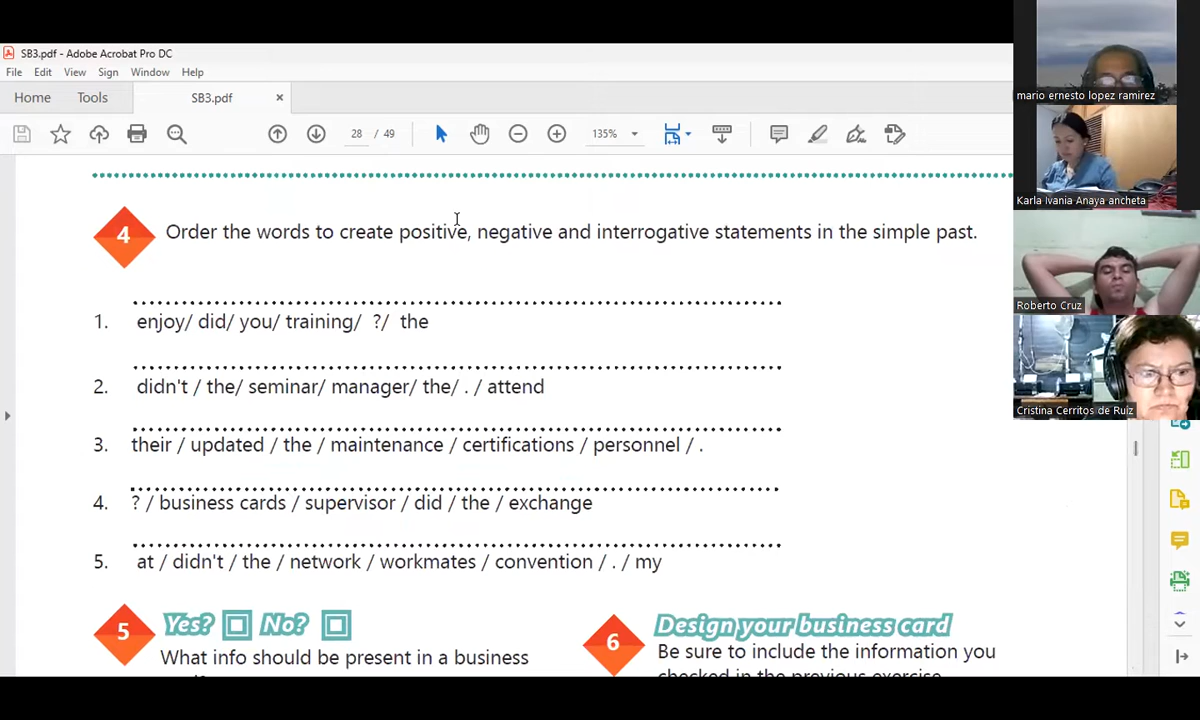 SB3.pdf - Adobe Acrobat Pro DC
File Edit View Sign Window Help
Home Tools SB3.pdf ×
28 / 49 135%
4 Order the words to create positive, negative and interrogative statements in the simple past.
1. enjoy/ did/ you/ training/ ?/ the
2. didn't / the/ seminar/ manager/ the/ . / attend
3. their / updated / the / maintenance / certifications / personnel / .
4. ? / business cards / supervisor / did / the / exchange
5. at / didn't / the / network / workmates / convention / . / my
5 Yes? No?
What info should be present in a business
6 Design your business card
Be sure to include the information you
checked in the previous exercise
mario ernesto lopez ramirez
Karla Ivania Anaya ancheta
Roberto Cruz
Cristina Cerritos de Ruiz